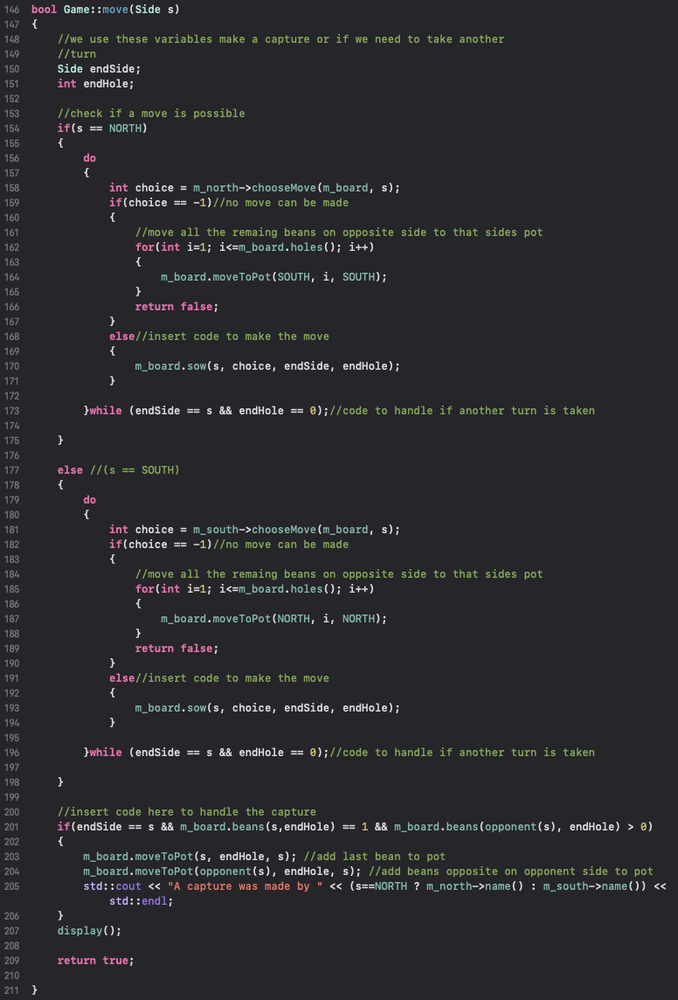 146 bool Game::move(Side s)
147 {
148     //we use these variables make a capture or if we need to take another
149     //turn
150     Side endSide;
151     int endHole;
152
153     //check if a move is possible
154     if(s == NORTH)
155     {
156         do
157         {
158             int choice = m_north->chooseMove(m_board, s);
159             if(choice == -1)//no move can be made
160             {
161                 //move all the remaing beans on opposite side to that sides pot
162                 for(int i=1; i<=m_board.holes(); i++)
163                 {
164                     m_board.moveToPot(SOUTH, i, SOUTH);
165                 }
166                 return false;
167             }
168             else//insert code to make the move
169             {
170                 m_board.sow(s, choice, endSide, endHole);
171             }
172
173         }while (endSide == s && endHole == 0);//code to handle if another turn is taken
174
175     }
176
177     else //(s == SOUTH)
178     {
179         do
180         {
181             int choice = m_south->chooseMove(m_board, s);
182             if(choice == -1)//no move can be made
183             {
184                 //move all the remaing beans on opposite side to that sides pot
185                 for(int i=1; i<=m_board.holes(); i++)
186                 {
187                     m_board.moveToPot(NORTH, i, NORTH);
188                 }
189                 return false;
190             }
191             else//insert code to make the move
192             {
193                 m_board.sow(s, choice, endSide, endHole);
194             }
195
196         }while (endSide == s && endHole == 0);//code to handle if another turn is taken
197
198     }
199
200     //insert code here to handle the capture
201     if(endSide == s && m_board.beans(s,endHole) == 1 && m_board.beans(opponent(s), endHole) > 0)
202     {
203         m_board.moveToPot(s, endHole, s); //add last bean to pot
204         m_board.moveToPot(opponent(s), endHole, s); //add beans opposite on opponent side to pot
205         std::cout << "A capture was made by " << (s==NORTH ? m_north->name() : m_south->name()) <<
            std::endl;
206     }
207     display();
208
209     return true;
210
211 }